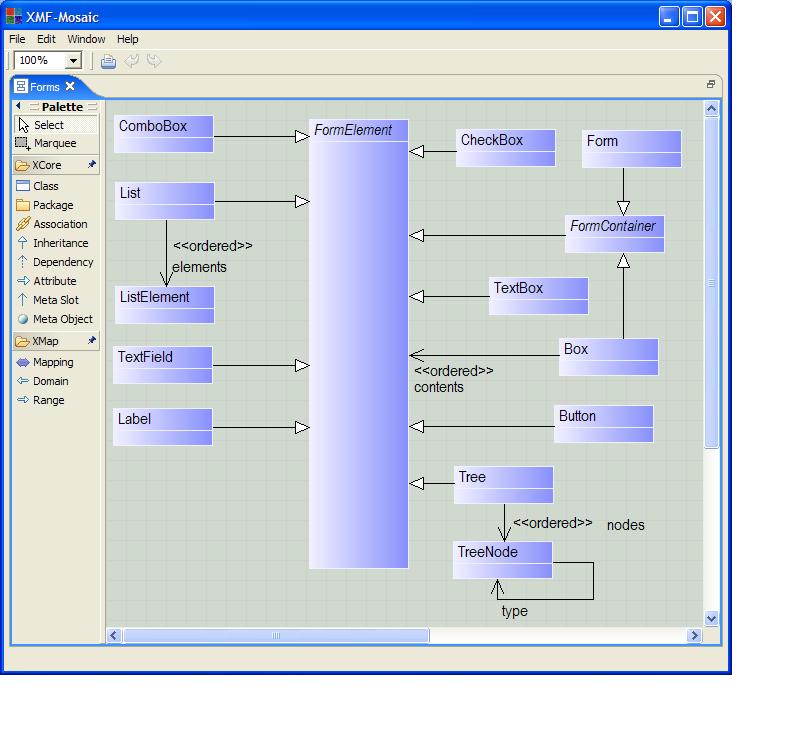 XMF-Mosaic
File Edit Window Help
100%
Forms
Palette
Select
Marquee
XCore
Class
Package
Association
Inheritance
Dependency
Attribute
Meta Slot
Meta Object
XMap
Mapping
Domain
Range
ComboBox
List
<<ordered>>
elements
ListElement
TextField
Label
FormElement
CheckBox
Form
FormContainer
TextBox
Box
<<ordered>>
contents
Button
Tree
<<ordered>> nodes
TreeNode
type